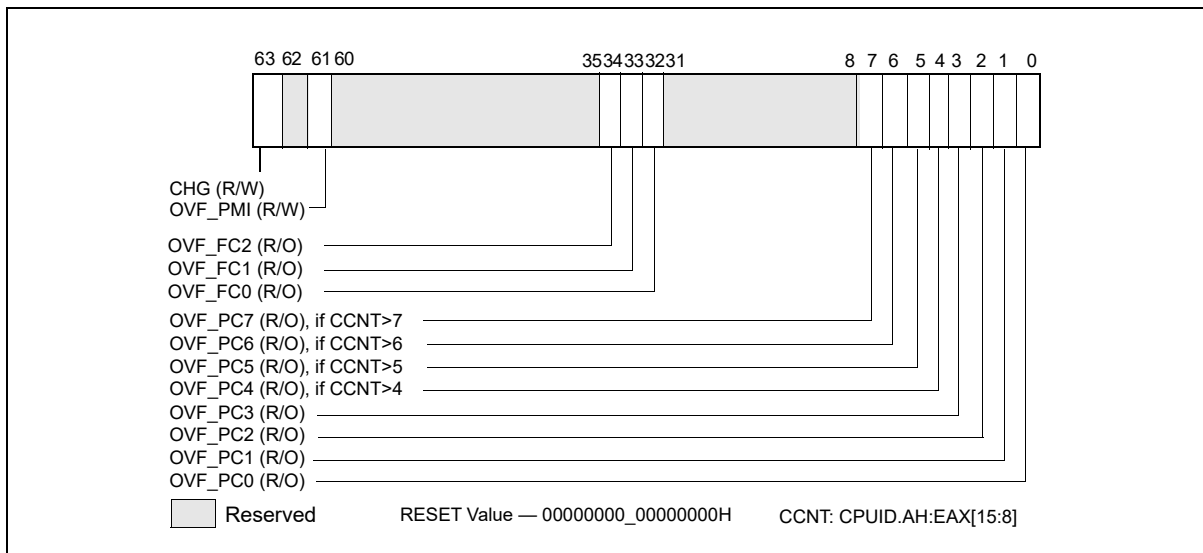 63 62 61 60 35 34 33 32 31 8 7 6 5 4 3 2 1 0
CHG (R/W)
OVF_PMI (R/W)
OVF_FC2 (R/O)
OVF_FC1 (R/O)
OVF_FC0 (R/O)
OVF_PC7 (R/O), if CCNT>7
OVF_PC6 (R/O), if CCNT>6
OVF_PC5 (R/O), if CCNT>5
OVF_PC4 (R/O), if CCNT>4
OVF_PC3 (R/O)
OVF_PC2 (R/O)
OVF_PC1 (R/O)
OVF_PC0 (R/O)
Reserved RESET Value — 00000000_00000000H CCNT: CPUID.AH:EAX[15:8]